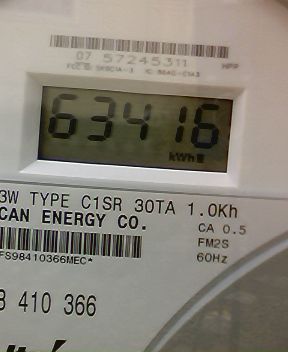 07 57245311
HPP
63416
kWh
3W TYPE C1SR 30TA 1.0Kh
CAN ENERGY CO.
CA 0.5
FM2S
60Hz
FS98410366MEC*
410 366